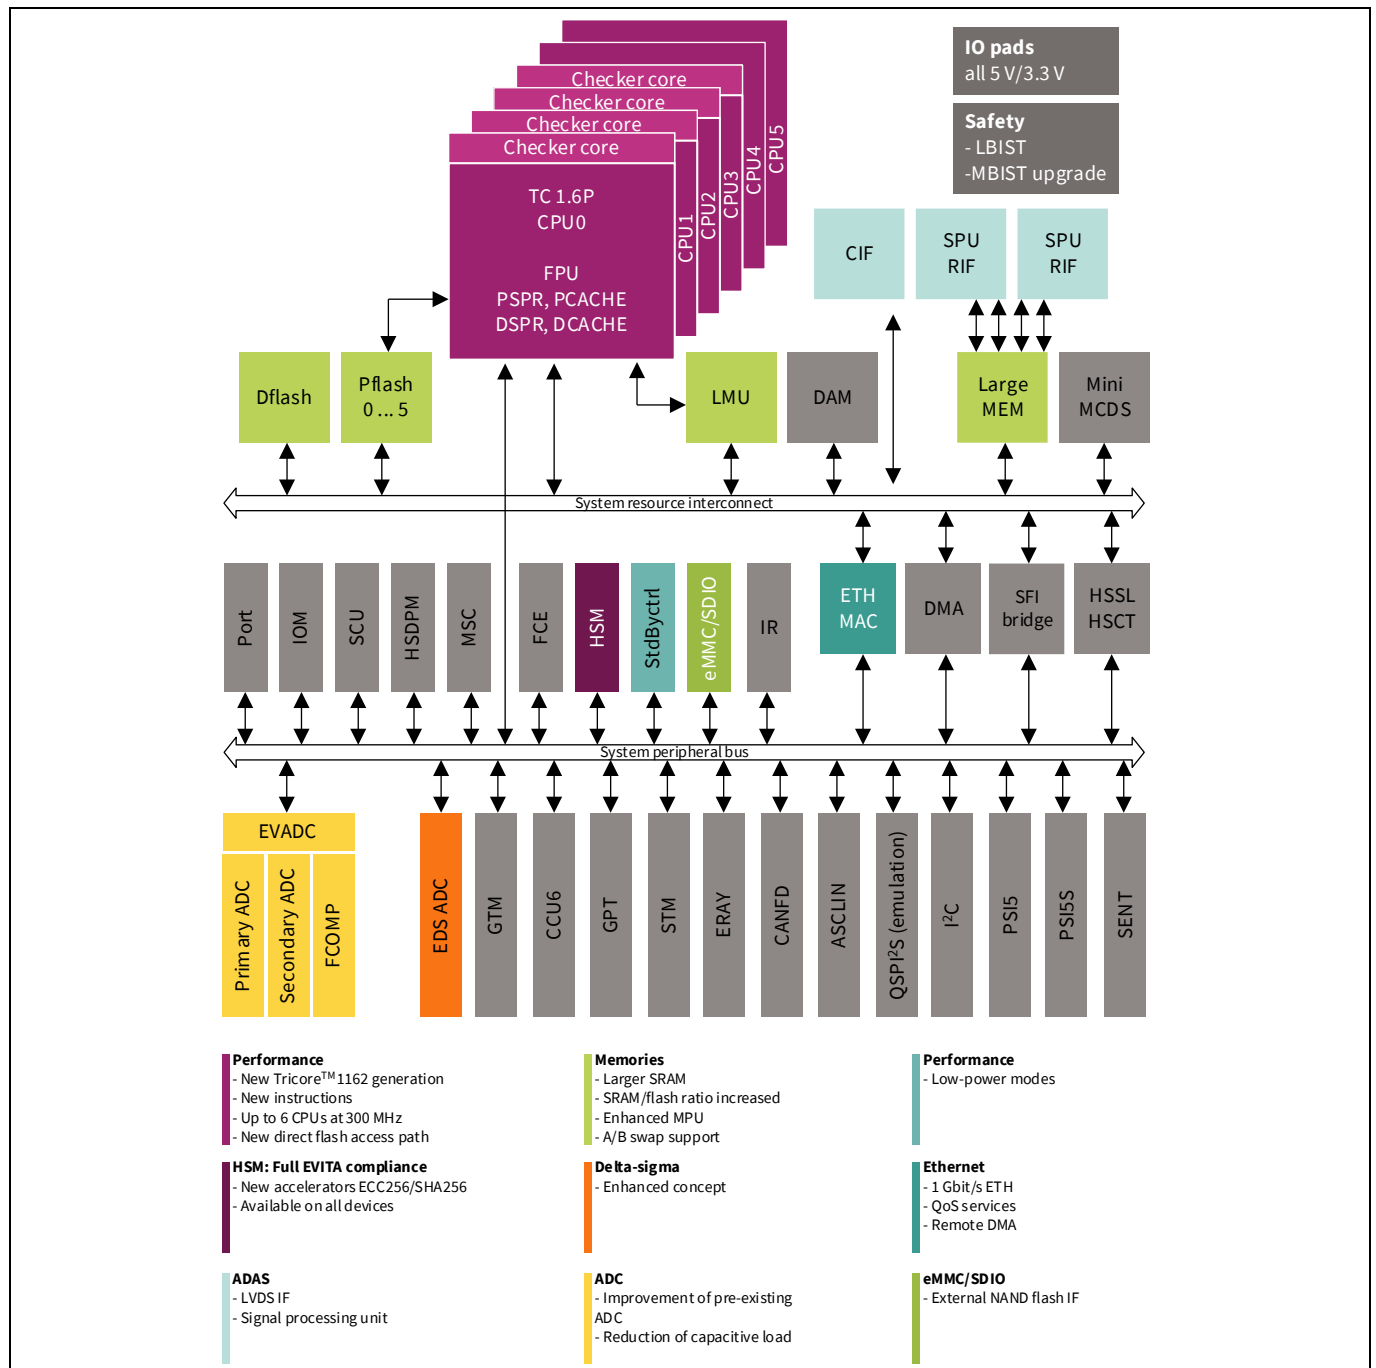 IO pads
all 5 V/3.3 V
Safety
- LBIST
-MBIST upgrade
Checker core
Checker core
Checker core
Checker core
TC 1.6P
CPU0
FPU
PSPR, PCACHE
DSPR, DCACHE
CPU1
CPU2
CPU3
CPU4
CPU5
CIF
SPU
RIF
SPU
RIF
Dflash
Pflash
0 ... 5
LMU
DAM
Large
MEM
Mini
MCDS
System resource interconnect
Port
IOM
SCU
HSDPM
MSC
FCE
HSM
StdByctrl
eMMC/SDIO
IR
ETH
MAC
DMA
SFI
bridge
HSSL
HSCT
System peripheral bus
EVADC
Primary ADC
Secondary ADC
FCOMP
EDS ADC
GTM
CCU6
GPT
STM
ERAY
CANFD
ASCLIN
QSPI²S (emulation)
I²C
PSI5
PSI5S
SENT
Performance
- New Tricore™ 1162 generation
- New instructions
- Up to 6 CPUs at 300 MHz
- New direct flash access path
Memories
- Larger SRAM
- SRAM/flash ratio increased
- Enhanced MPU
- A/B swap support
Performance
- Low-power modes
HSM: Full EVITA compliance
- New accelerators ECC256/SHA256
- Available on all devices
Delta-sigma
- Enhanced concept
Ethernet
- 1 Gbit/s ETH
- QoS services
- Remote DMA
ADAS
- LVDS IF
- Signal processing unit
ADC
- Improvement of pre-existing
ADC
- Reduction of capacitive load
eMMC/SDIO
- External NAND flash IF